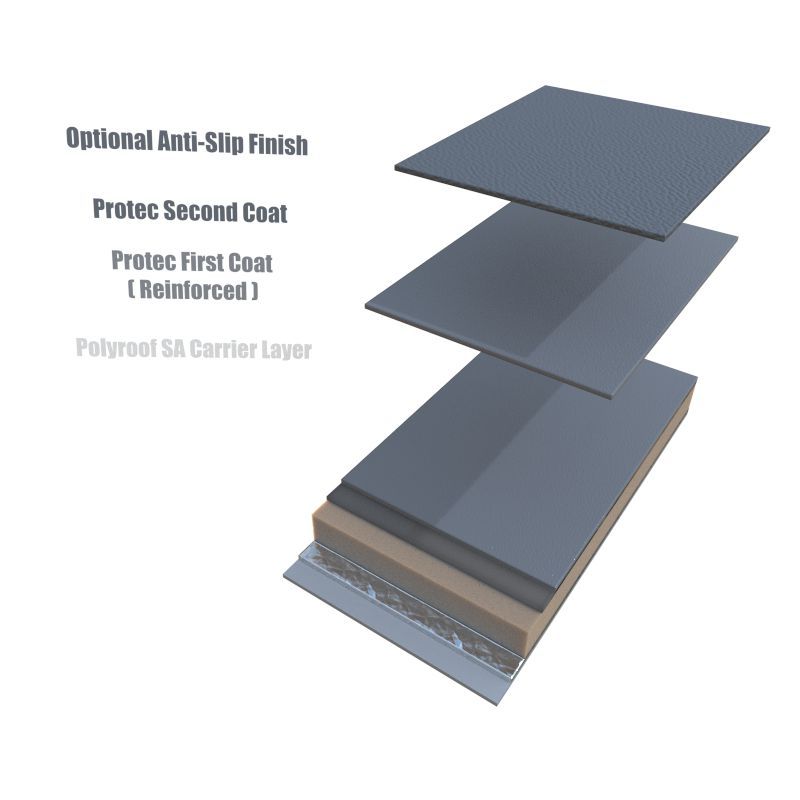 Optional Anti-Slip Finish
Protec Second Coat
Protec First Coat
( Reinforced )
Polyroof SA Carrier Layer